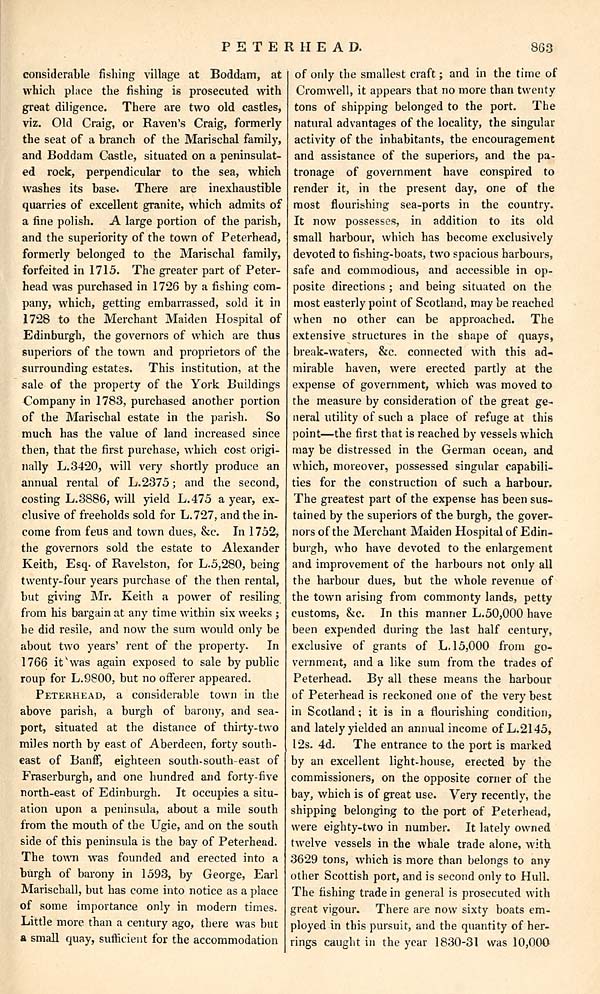 PETERHEAD.
863
considerable fishing village at Boddam, at
which place the fishing is prosecuted with
great diligence. There are two old castles,
viz. Old Craig, or Raven's Craig, formerly
the seat of a branch of the Marischal family,
and Boddam Castle, situated on a peninsulat-
ed rock, perpendicular to the sea, which
washes its base. There are inexhaustible
quarries of excellent granite, which admits of
a fine polish. A large portion of the parish,
and the superiority of the town of Peterhead,
formerly belonged to the Marischal family,
forfeited in 1715. The greater part of Peter-
head was purchased in 1726 by a fishing com-
pany, which, getting embarrassed, sold it in
1728 to the Merchant Maiden Hospital of
Edinburgh, the governors of which are thus
superiors of the town and proprietors of the
surrounding estates. This institution, at the
sale of the property of the York Buildings
Company in 1783, purchased another portion
of the Marischal estate in the parish. So
much has the value of land increased since
then, that the first purchase, which cost origi-
nally L.3420, will very shortly produce an
annual rental of L.2375; and the second,
costing L.3886, will yield L.475 a year, ex-
clusive of freeholds sold for L.727, and the in-
come from feus and town dues, &c. In 1752,
the governors sold the estate to Alexander
Keith, Esq. of Ravelston, for L.5,280, being
twenty-four years purchase of the then rental,
but giving Mr. Keith a power of resiling
from his bargain at any time within six weeks;
he did resile, and now the sum would only be
about two years' rent of the property. In
1766 it was again exposed to sale by public
roup for L.9800, but no offerer appeared.
PETERHEAD, a considerable town in the
above parish, a burgh of barony, and sea-
port, situated at the distance of thirty-two
miles north by east of Aberdeen, forty south-
east of Banff, eighteen south-south-east of
Fraserburgh, and one hundred and forty-five
north-east of Edinburgh. It occupies a situ-
ation upon a peninsula, about a mile south
from the mouth of the Ugie, and on the south
side of this peninsula is the bay of Peterhead.
The town was founded and erected into a
burgh of barony in 1593, by George, Earl
Marischall, but has come into notice as a place
of some importance only in modern times.
Little more than a century ago, there was but
a small quay, sufficient for the accommodation
of only the smallest craft; and in the time of
Cromwell, it appears that no more than twenty
tons of shipping belonged to the port. The
natural advantages of the locality, the singular
activity of the inhabitants, the encouragement
and assistance of the superiors, and the pa-
tronage of government have conspired to
render it, in the present day, one of the
most flourishing sea-ports in the country.
It now possesses, in addition to its old
small harbour, which has become exclusively
devoted to fishing-boats, two spacious harbours,
safe and commodious, and accessible in op-
posite directions; and being situated on the
most easterly point of Scotland, may be reached
when no other can be approached. The
extensive structures in the shape of quays,
break-waters, &c. connected with this ad-
mirable haven, were erected partly at the
expense of government, which was moved to
the measure by consideration of the great ge-
neral utility of such a place of refuge at this
point—the first that is reached by vessels which
may be distressed in the German ocean, and
which, moreover, possessed singular capabili-
ties for the construction of such a harbour.
The greatest part of the expense has been sus-
tained by the superiors of the burgh, the gover-
nors of the Merchant Maiden Hospital of Edin-
burgh, who have devoted to the enlargement
and improvement of the harbours not only all
the harbour dues, but the whole revenue of
the town arising from commonty lands, petty
customs, &c. In this manner L.50,000 have
been expended during the last half century,
exclusive of grants of L.15,000 from go-
vernment, and a like sum from the trades of
Peterhead. By all these means the harbour
of Peterhead is reckoned one of the very best
in Scotland; it is in a flourishing condition,
and lately yielded an annual income of L.2145,
12s. 4d. The entrance to the port is marked
by an excellent light-house, erected by the
commissioners, on the opposite corner of the
bay, which is of great use. Very recently, the
shipping belonging to the port of Peterhead,
were eighty-two in number. It lately owned
twelve vessels in the whale trade alone, with
3629 tons, which is more than belongs to any
other Scottish port, and is second only to Hull.
The fishing trade in general is prosecuted with
great vigour. There are now sixty boats em-
ployed in this pursuit, and the quantity of her-
rings caught in the year 1830-31 was 10,000